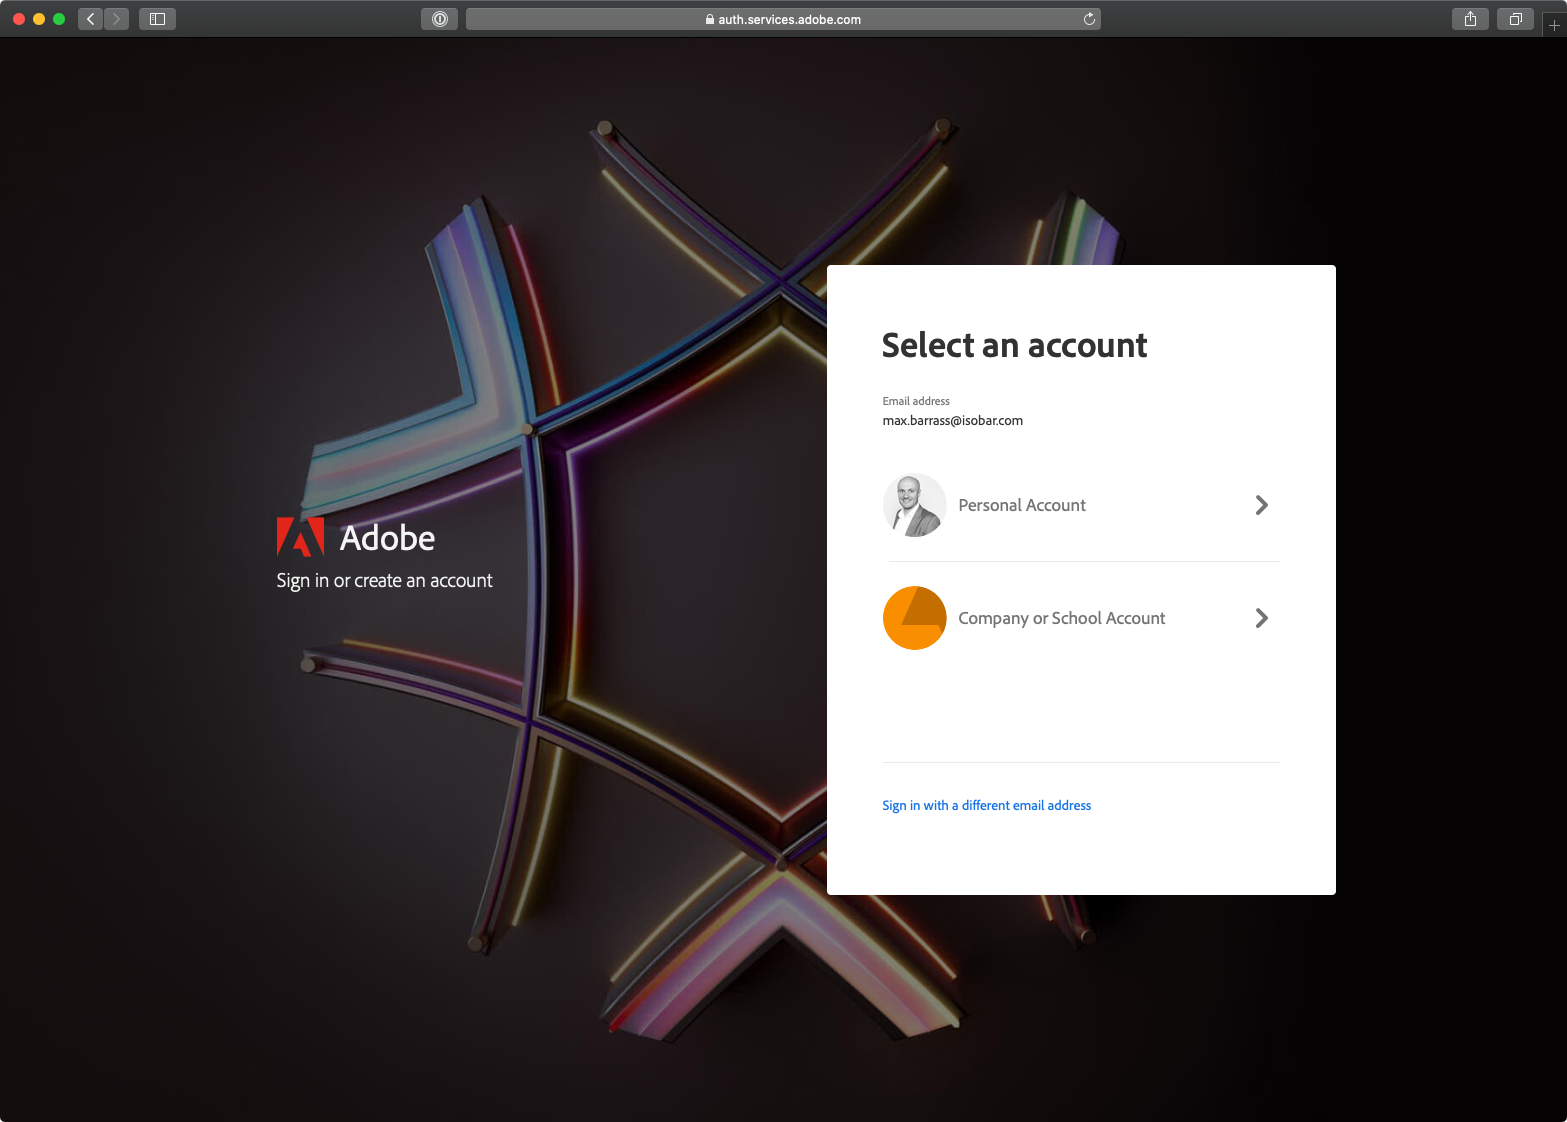 auth.services.adobe.com
Adobe
Sign in or create an account
Select an account
Email address
max.barrass@isobar.com
Personal Account
Company or School Account
Sign in with a different email address